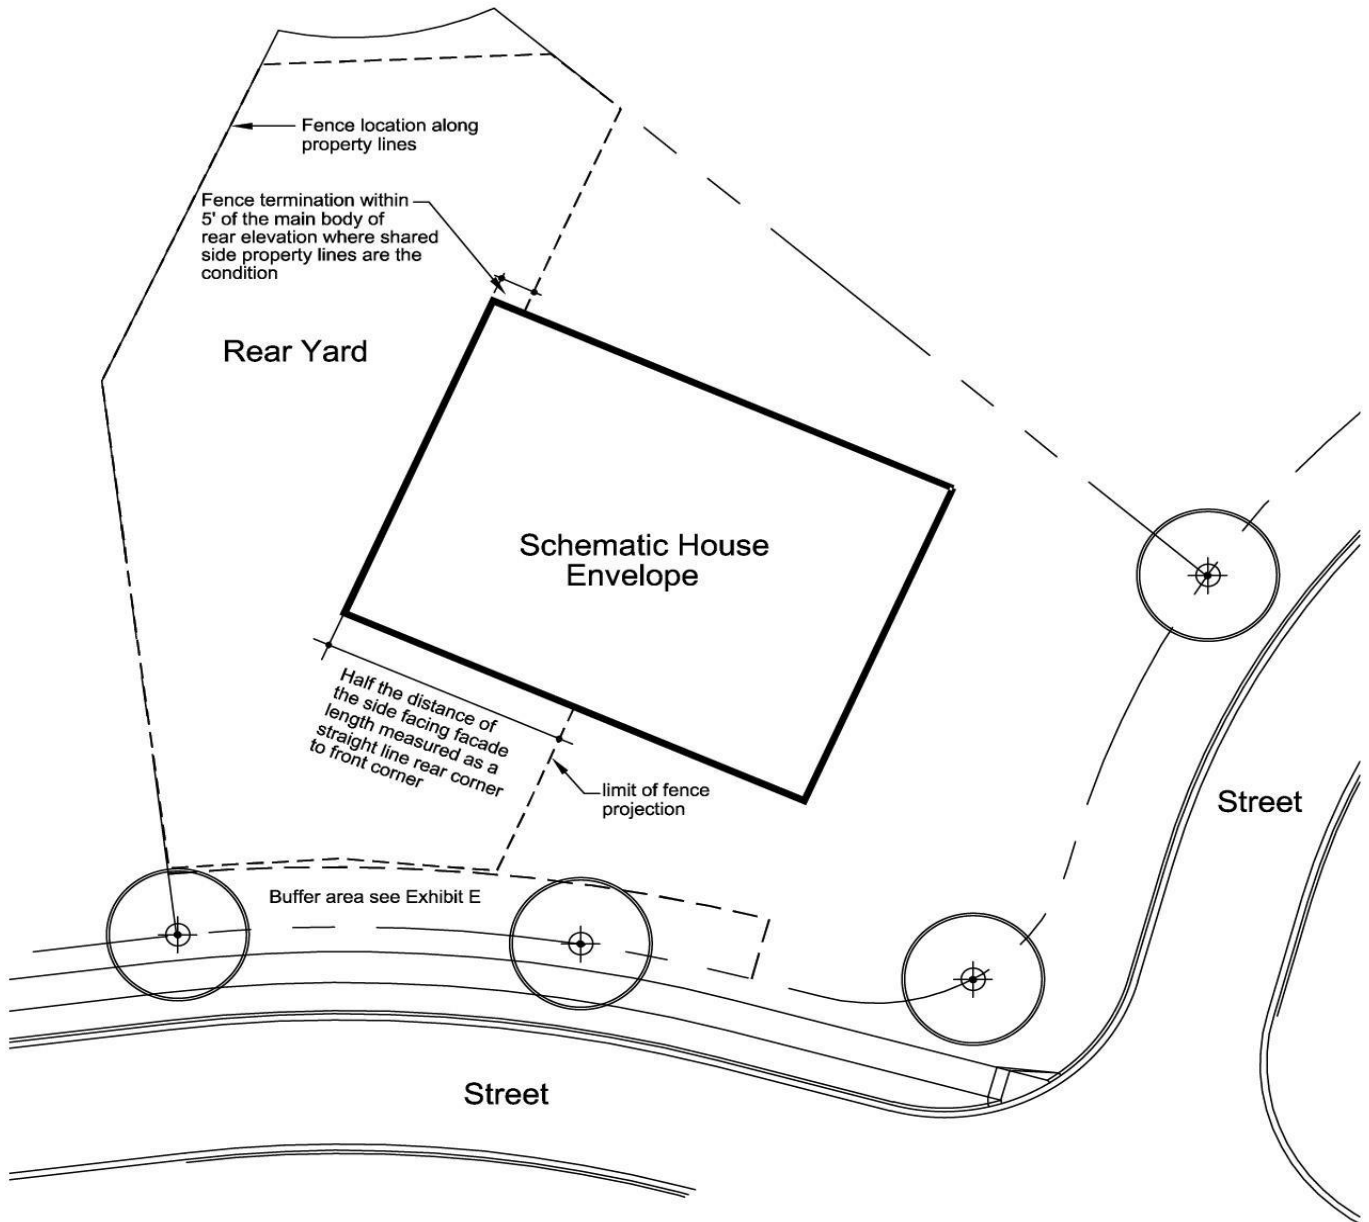 Fence location along
property lines
Fence termination within
5' of the main body of
rear elevation where shared
side property lines are the
condition
Rear Yard
Schematic House
Envelope
Half the distance of
the side facing facade
length measured as a
straight line rear corner
to front corner
limit of fence
projection
Street
Buffer area see Exhibit E
Street